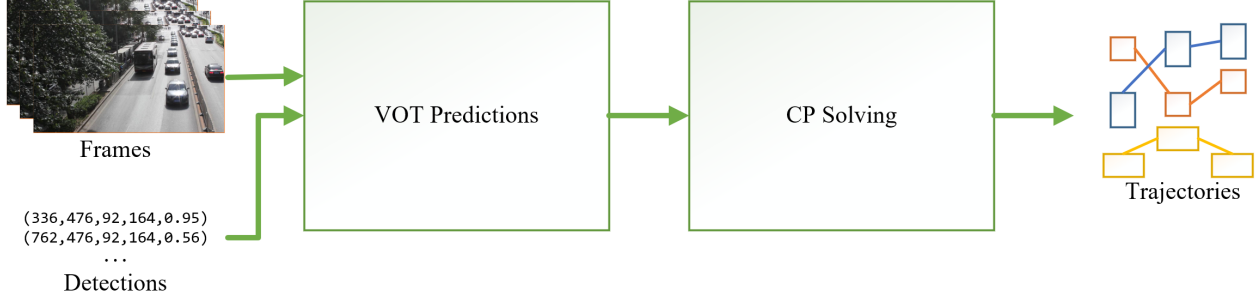 Frames
(336,476,92,164,0.95)
(762,476,92,164,0.56)
...
Detections
VOT Predictions
CP Solving
Trajectories